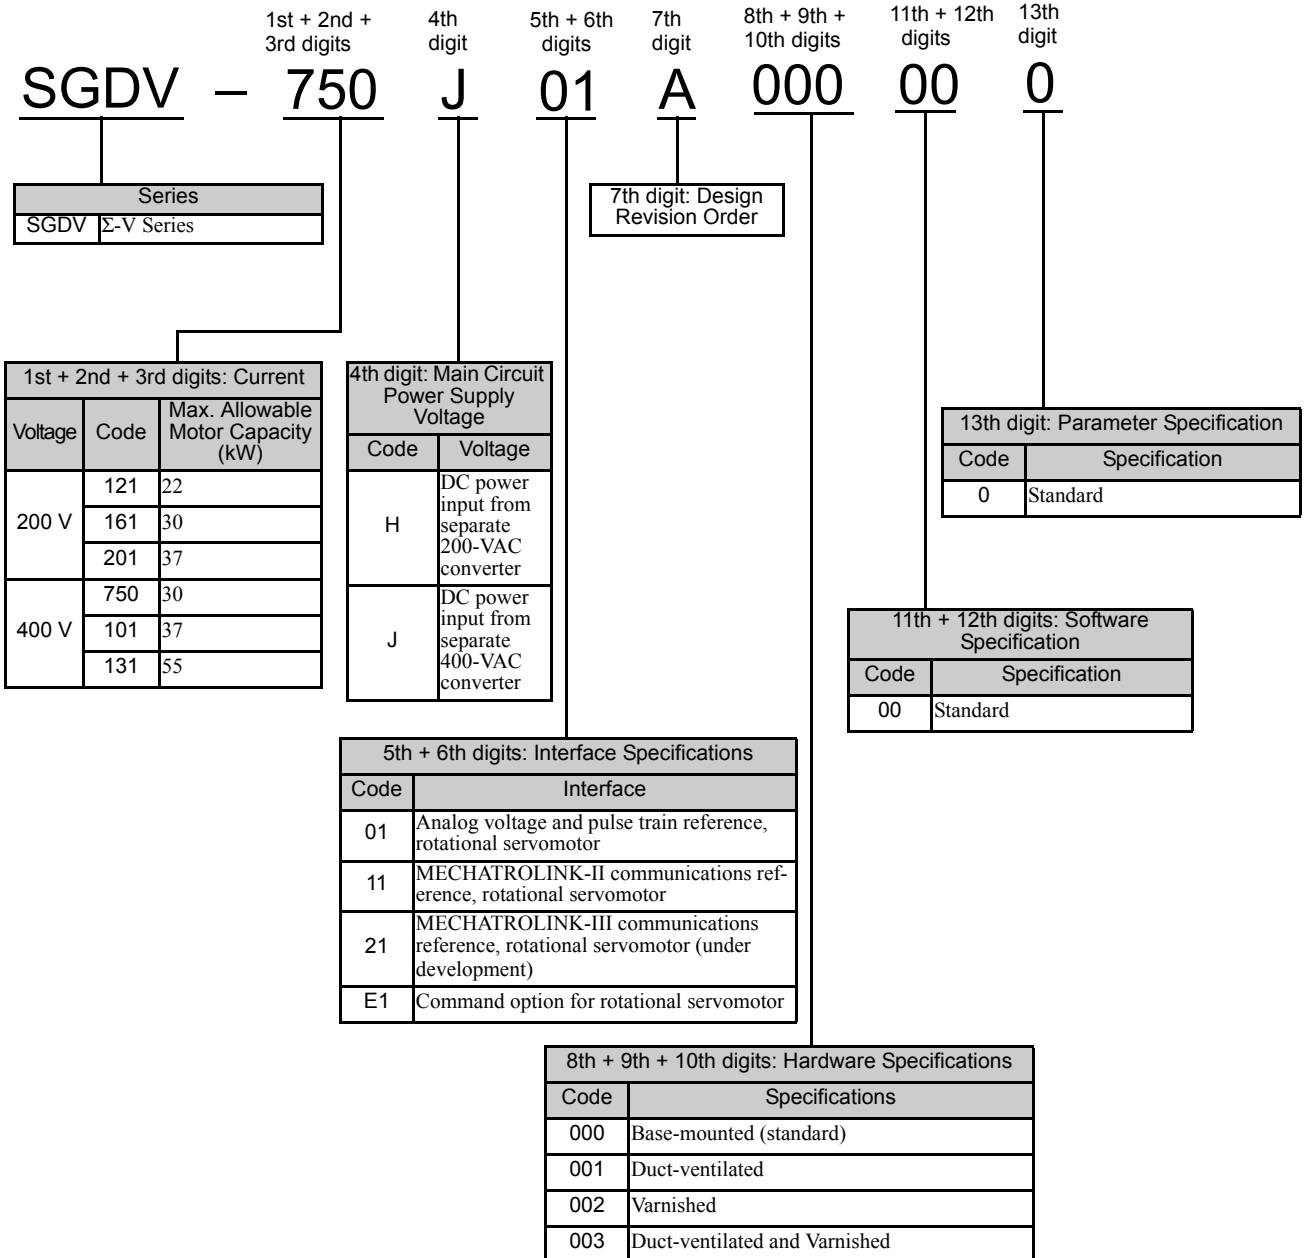 1st + 2nd +
3rd digits
4th
digit
5th + 6th
digits
7th
digit
8th + 9th +
10th digits
11th + 12th
digits
13th
digit
SGDV – 750 J 01 A 000 00 0
Series
SGDV Σ-V Series
7th digit: Design
Revision Order
1st + 2nd + 3rd digits: Current
Voltage Code Max. Allowable
Motor Capacity
(kW)
200 V
121 22
161 30
201 37
400 V
750 30
101 37
131 55
4th digit: Main Circuit
Power Supply
Voltage
Code Voltage
H
DC power
input from
separate
200-VAC
converter
J
DC power
input from
separate
400-VAC
converter
13th digit: Parameter Specification
Code Specification
0 Standard
11th + 12th digits: Software
Specification
Code Specification
00 Standard
5th + 6th digits: Interface Specifications
Code Interface
01
Analog voltage and pulse train reference,
rotational servomotor
11
MECHATROLINK-II communications ref-
erence, rotational servomotor
21
MECHATROLINK-III communications
reference, rotational servomotor (under
development)
E1 Command option for rotational servomotor
8th + 9th + 10th digits: Hardware Specifications
Code Specifications
000 Base-mounted (standard)
001 Duct-ventilated
002 Varnished
003 Duct-ventilated and Varnished